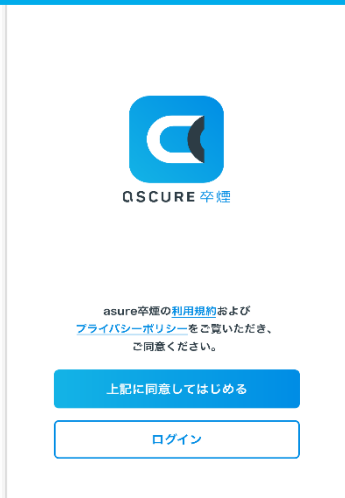 ascure 卒煙
asure卒煙の利用規約および
プライバシーポリシーをご覧いただき、
ご同意ください。
上記に同意してはじめる
ログイン